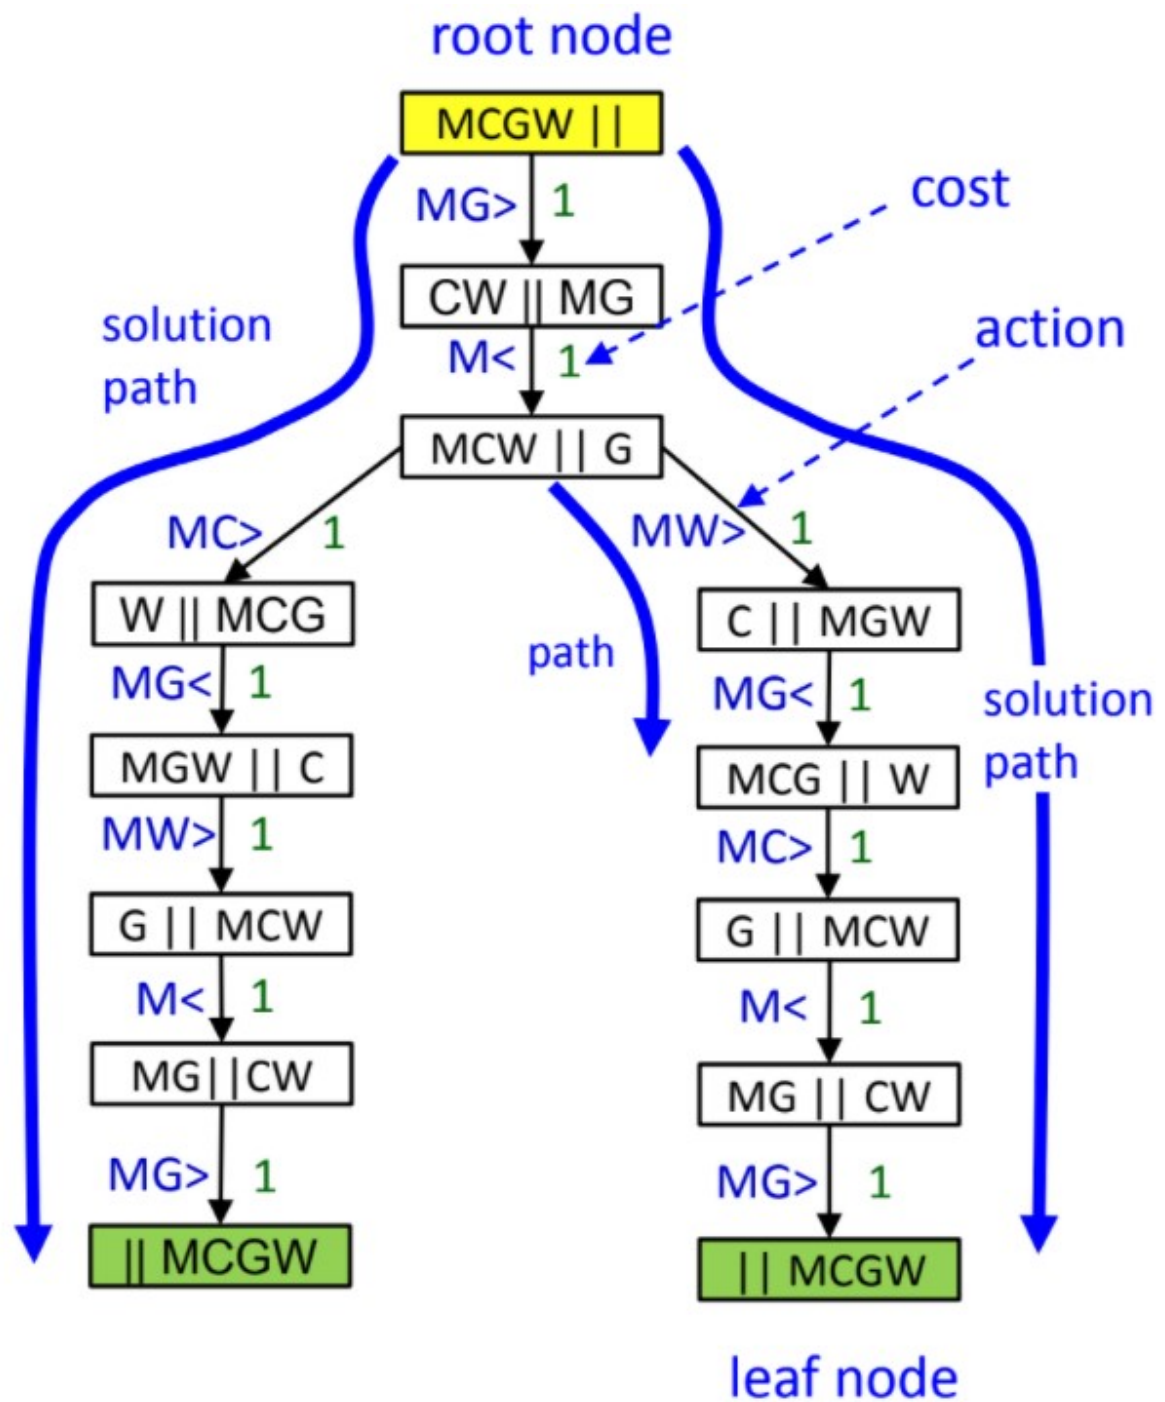 root node
MCGW ||
MG> 1
cost
CW || MG
solution
path
action
M< 1
MCW || G
MC> 1
MW> 1
W || MCG
C || MGW
path
MG< 1
MG< 1
solution
path
MGW || C
MCG || W
MW> 1
MC> 1
G || MCW
G || MCW
M< 1
M< 1
MG||CW
MG || CW
MG> 1
MG> 1
|| MCGW
|| MCGW
leaf node